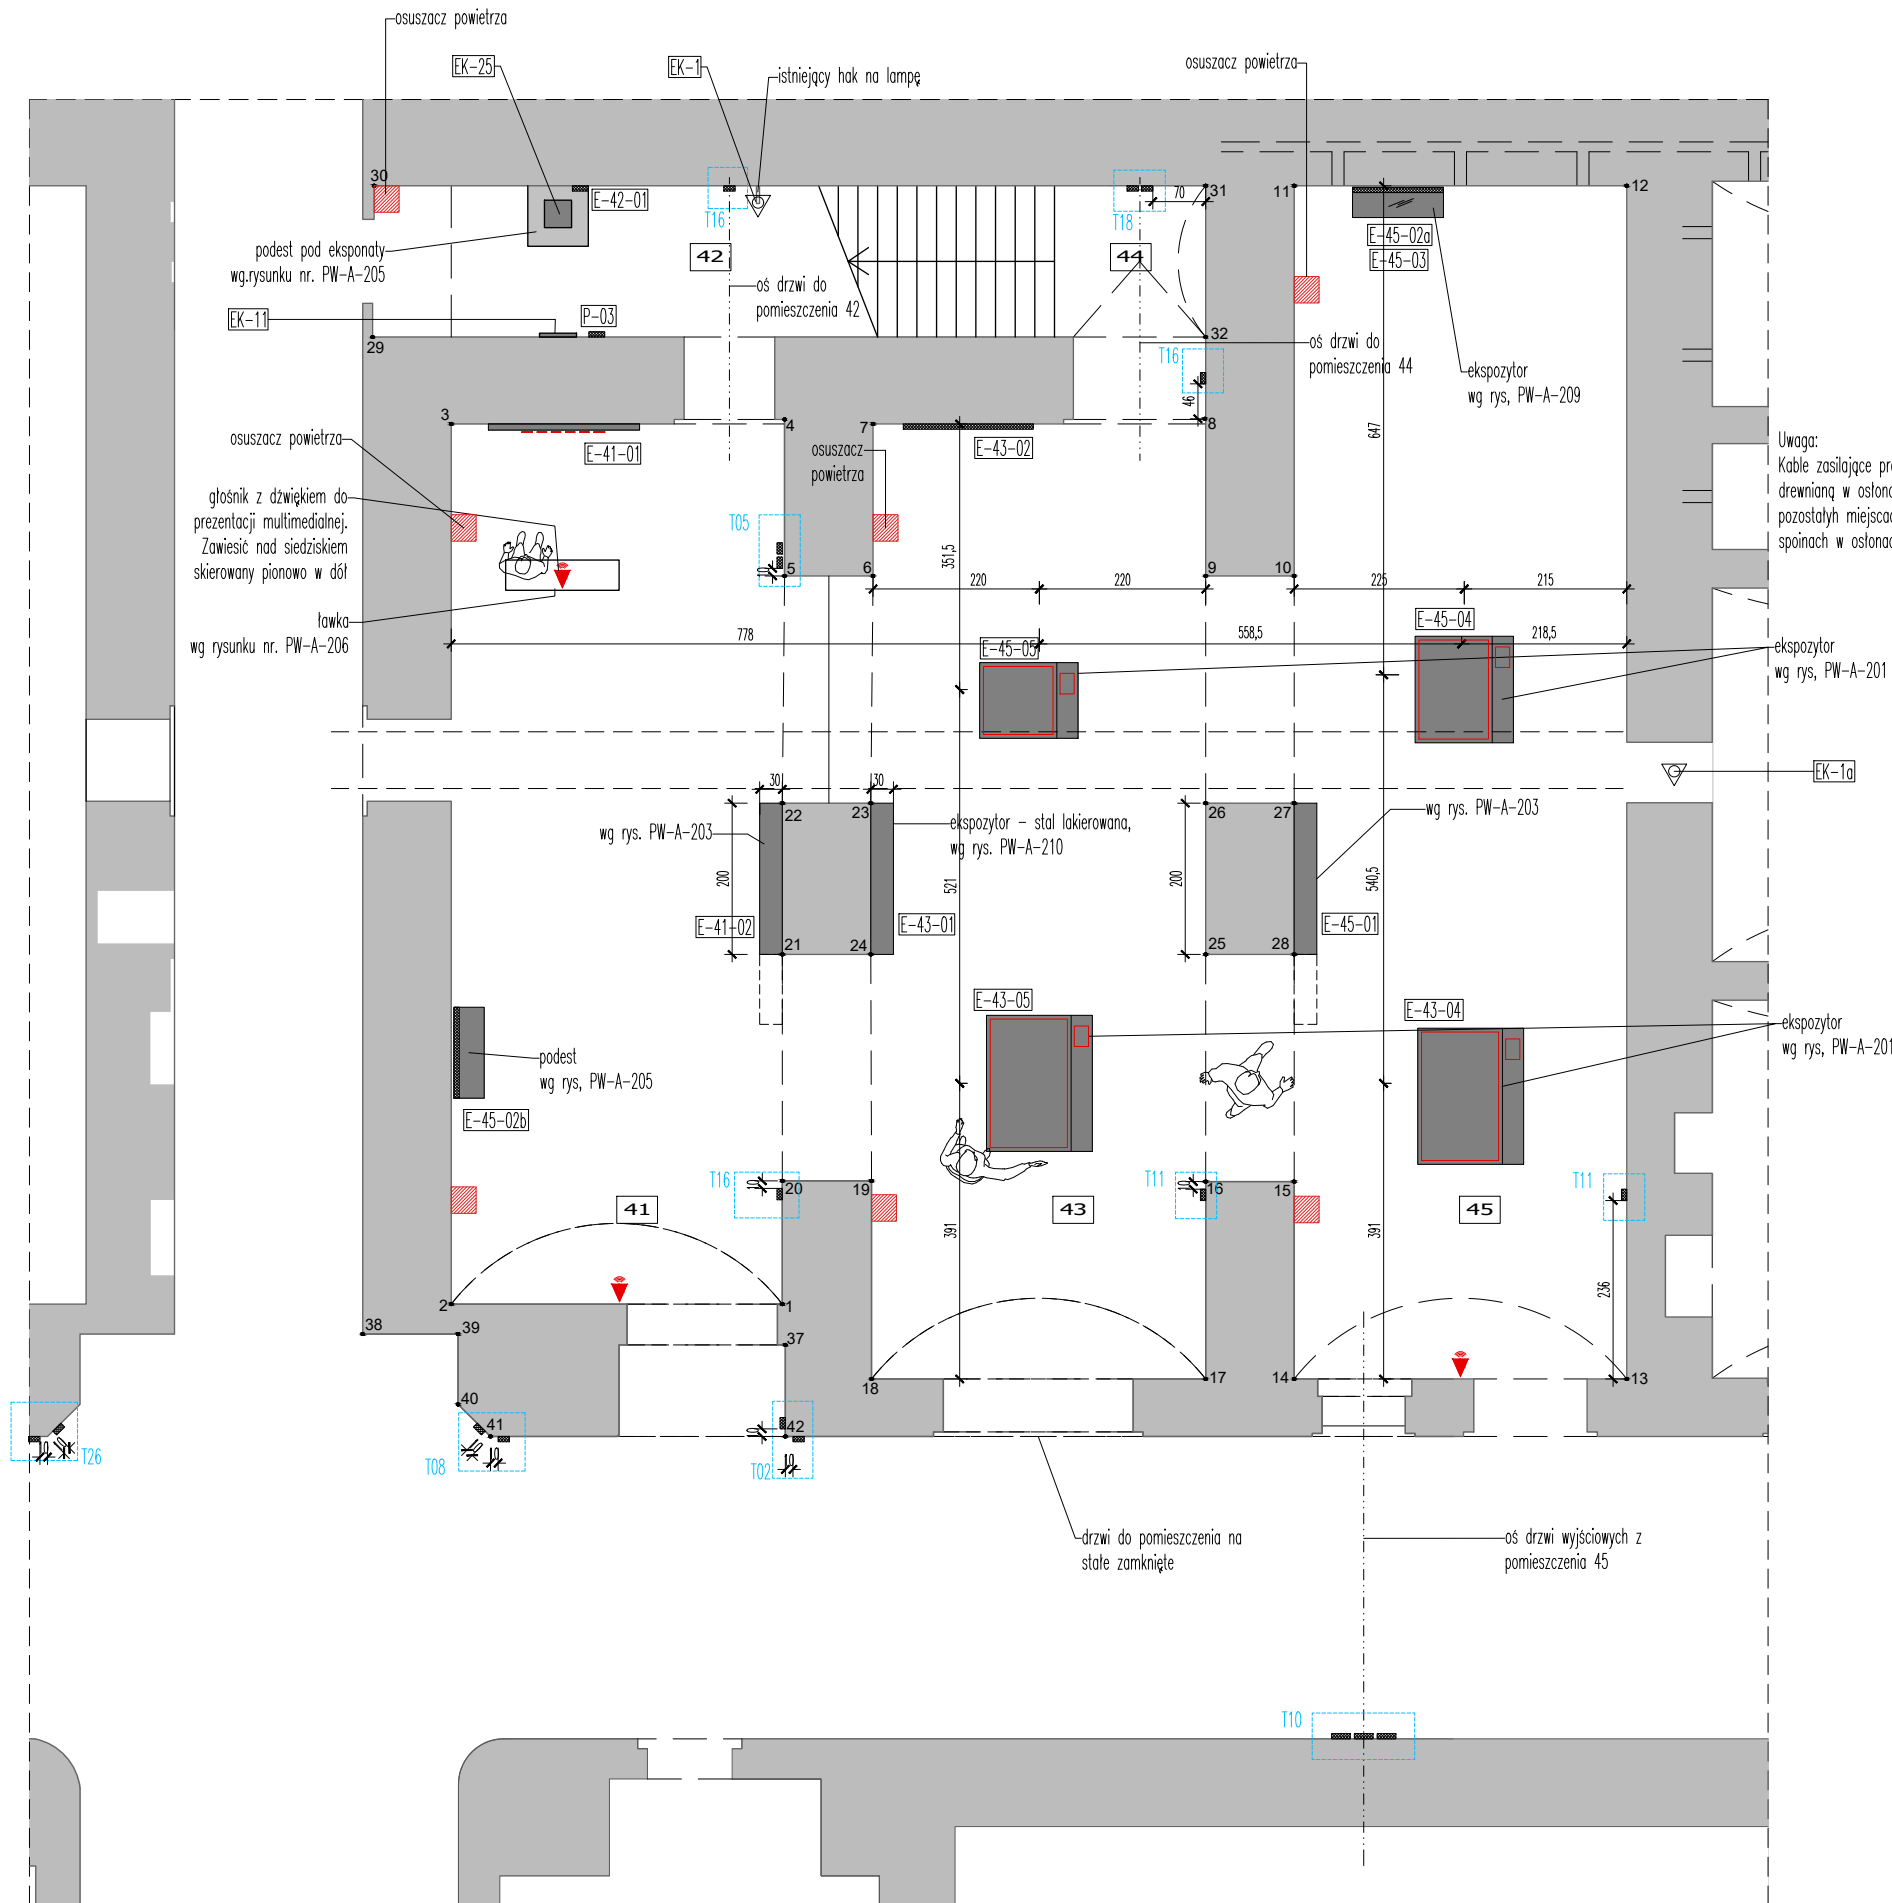 osuszacz powietrza
EK-25
EK-1
istniejący hak na lampę
osuszacz powietrza
30
E-42-01
T16
T18
70
31
11
12
E-45-02a
E-45-03
podest pod eksponaty
wg.rysunku nr. PW-A-205
42
44
oś drzwi do
pomieszczenia 42
EK-11
P-03
29
32
T16
oś drzwi do
pomieszczenia 44
46
ekspozytor
wg rys, PW-A-209
3
4
7
8
647
osuszacz powietrza
E-41-01
osuszacz
powietrza
E-43-02
Uwaga:
Kable zasilające
drewnianą w
pozostałyh
spoinach w
głośnik z dźwiękiem do
prezentacji multimedialnej.
Zawiesić nad siedziskiem
skierowany pionowo w dół
T05
10
5
6
351,5
9
10
220
220
225
215
ławka
wg rysunku nr. PW-A-206
778
558,5
218,5
E-45-05
E-45-04
ekspozytor
wg rys, PW-A-201
EK-1a
30
30
22
23
26
27
wg rys. PW-A-203
ekspozytor – stal lakierowana,
wg rys. PW-A-210
wg rys. PW-A-203
200
521
200
540,5
E-41-02
E-43-01
E-45-01
21
24
25
28
E-43-05
E-43-04
ekspozytor
wg rys, PW-A-201
podest
wg rys, PW-A-205
E-45-02b
T16
10
20
19
T11
10
16
15
T11
41
43
45
391
391
236
2
1
38
39
37
18
17
14
13
40
41
42
10
10
T26
10
10
T08
10
10
T02
drzwi do pomieszczenia na
stałe zamknięte
oś drzwi wyjściowych z
pomieszczenia 45
T10